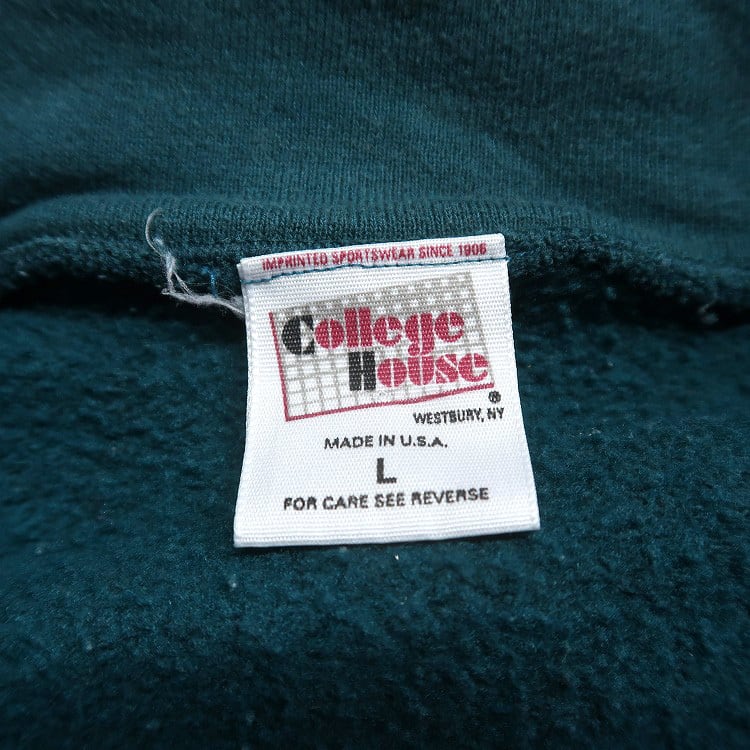 IMPRINTED SPORTSWEAR SINCE 1906
College
House
®
WESTBURY, NY
MADE IN U.S.A.
L
FOR CARE SEE REVERSE